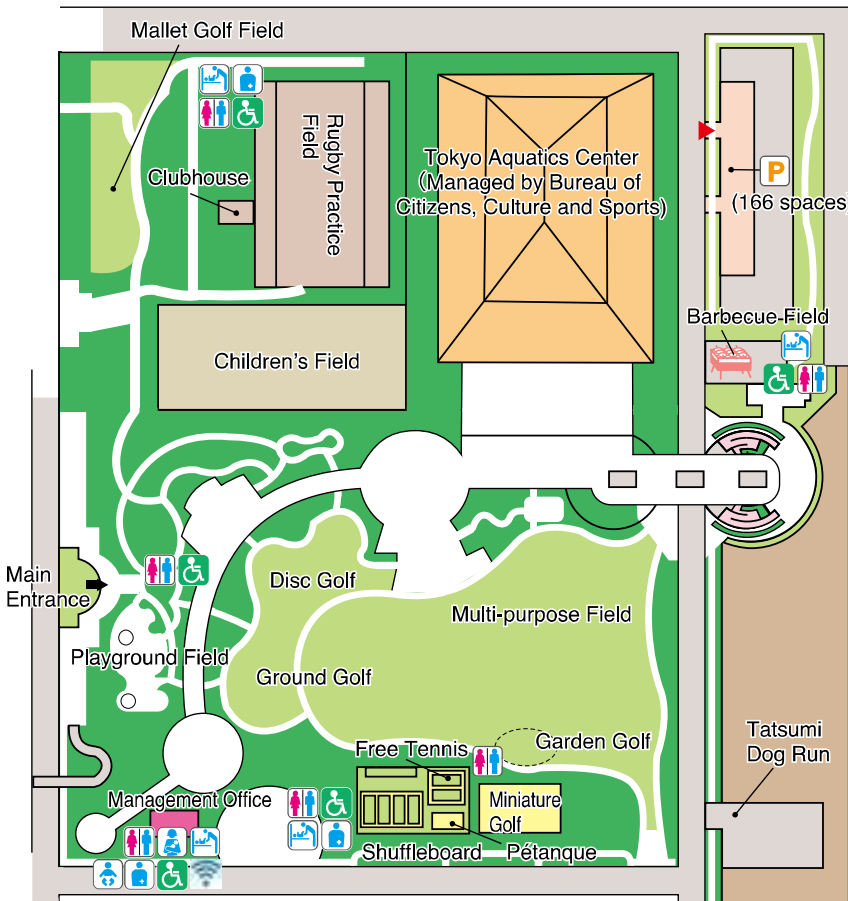 Mallet Golf Field
Rugby Practice
Field
Clubhouse
Tokyo Aquatics Center
(Managed by Bureau of
Citizens, Culture and Sports)
P
(166 spaces)
Barbecue Field
Children's Field
Main
Entrance
Disc Golf
Multi-purpose Field
Playground Field
Ground Golf
Free Tennis
Garden Golf
Tatsumi
Dog Run
Management Office
Miniature
Golf
Shuffleboard
Pétanque